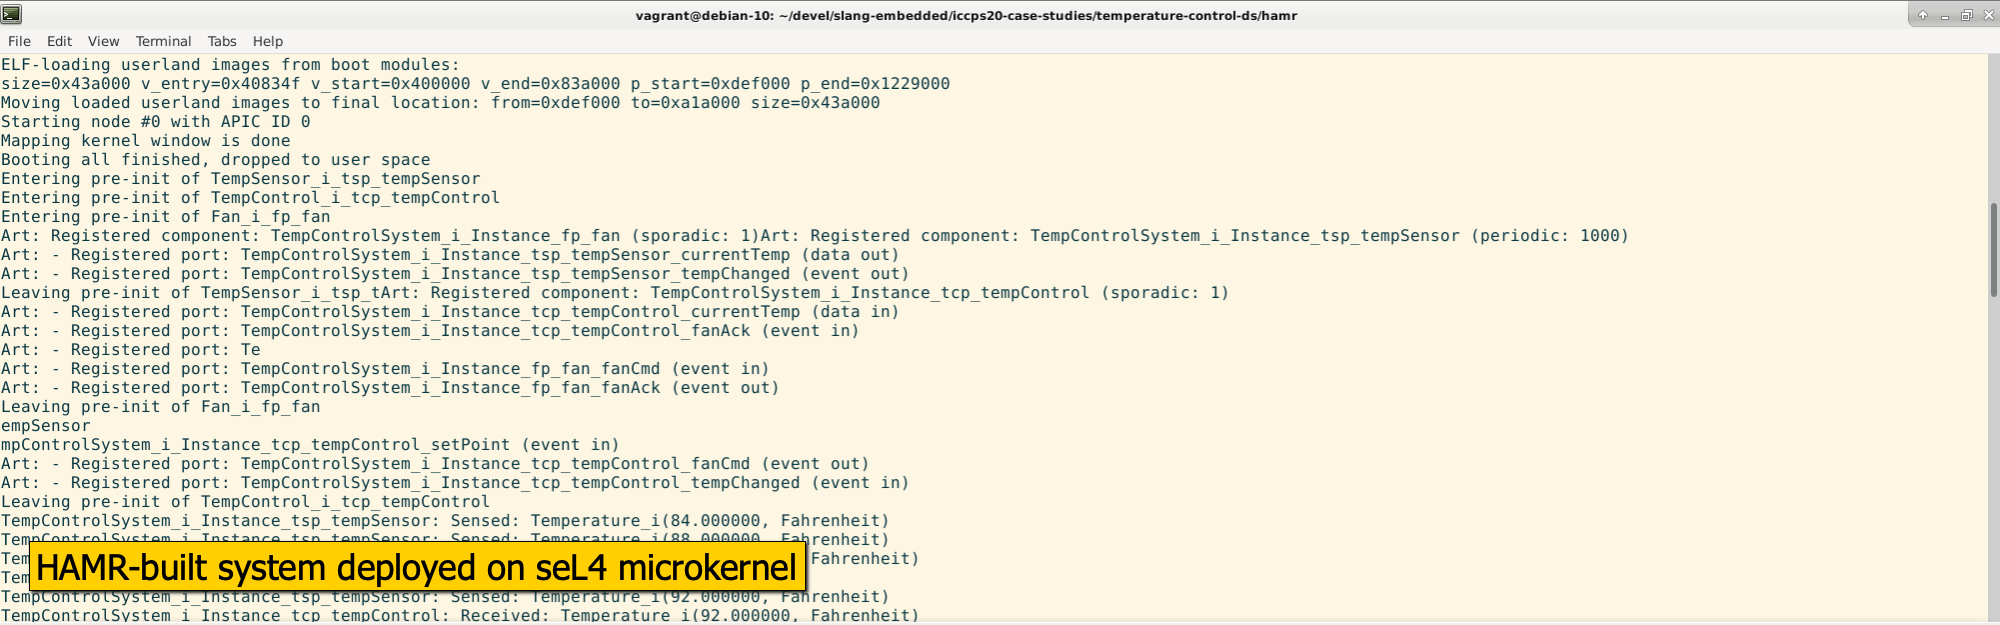 vagrant@debian-10: ~/devel/slang-embedded/iccps20-case-studies/temperature-control-ds/hamr
File Edit View Terminal Tabs Help
ELF-loading userland images from boot modules:
size=0x43a000 v_entry=0x40834f v_start=0x400000 v_end=0x83a000 p_start=0xdef000 p_end=0x1229000
Moving loaded userland images to final location: from=0xdef000 to=0xa1a000 size=0x43a000
Starting node #0 with APIC ID 0
Mapping kernel window is done
Booting all finished, dropped to user space
Entering pre-init of TempSensor_i_tsp_tempSensor
Entering pre-init of TempControl_i_tcp_tempControl
Entering pre-init of Fan_i_fp_fan
Art: Registered component: TempControlSystem_i_Instance_fp_fan (sporadic: 1)Art: Registered component: TempControlSystem_i_Instance_tsp_tempSensor (periodic: 1000)
Art: - Registered port: TempControlSystem_i_Instance_tsp_tempSensor_currentTemp (data out)
Art: - Registered port: TempControlSystem_i_Instance_tsp_tempSensor_tempChanged (event out)
Leaving pre-init of TempSensor_i_tsp_tArt: Registered component: TempControlSystem_i_Instance_tcp_tempControl (sporadic: 1)
Art: - Registered port: TempControlSystem_i_Instance_tcp_tempControl_currentTemp (data in)
Art: - Registered port: TempControlSystem_i_Instance_tcp_tempControl_fanAck (event in)
Art: - Registered port: Te
Art: - Registered port: TempControlSystem_i_Instance_fp_fan_fanCmd (event in)
Art: - Registered port: TempControlSystem_i_Instance_fp_fan_fanAck (event out)
Leaving pre-init of Fan_i_fp_fan
empSensor
mpControlSystem_i_Instance_tcp_tempControl_setPoint (event in)
Art: - Registered port: TempControlSystem_i_Instance_tcp_tempControl_fanCmd (event out)
Art: - Registered port: TempControlSystem_i_Instance_tcp_tempControl_tempChanged (event in)
Leaving pre-init of TempControl_i_tcp_tempControl
TempControlSystem_i_Instance_tsp_tempSensor: Sensed: Temperature_i(84.000000, Fahrenheit)
TempControlSystem_i_Instance_tsp_tempSensor: Sensed: Temperature_i(88.000000, Fahrenheit)
Tem Fahrenheit)
Tem
HAMR-built system deployed on seL4 microkernel
TempControlSystem_i_Instance_tsp_tempSensor: Sensed: Temperature_i(92.000000, Fahrenheit)
TempControlSystem_i_Instance_tcp_tempControl: Received: Temperature_i(92.000000, Fahrenheit)